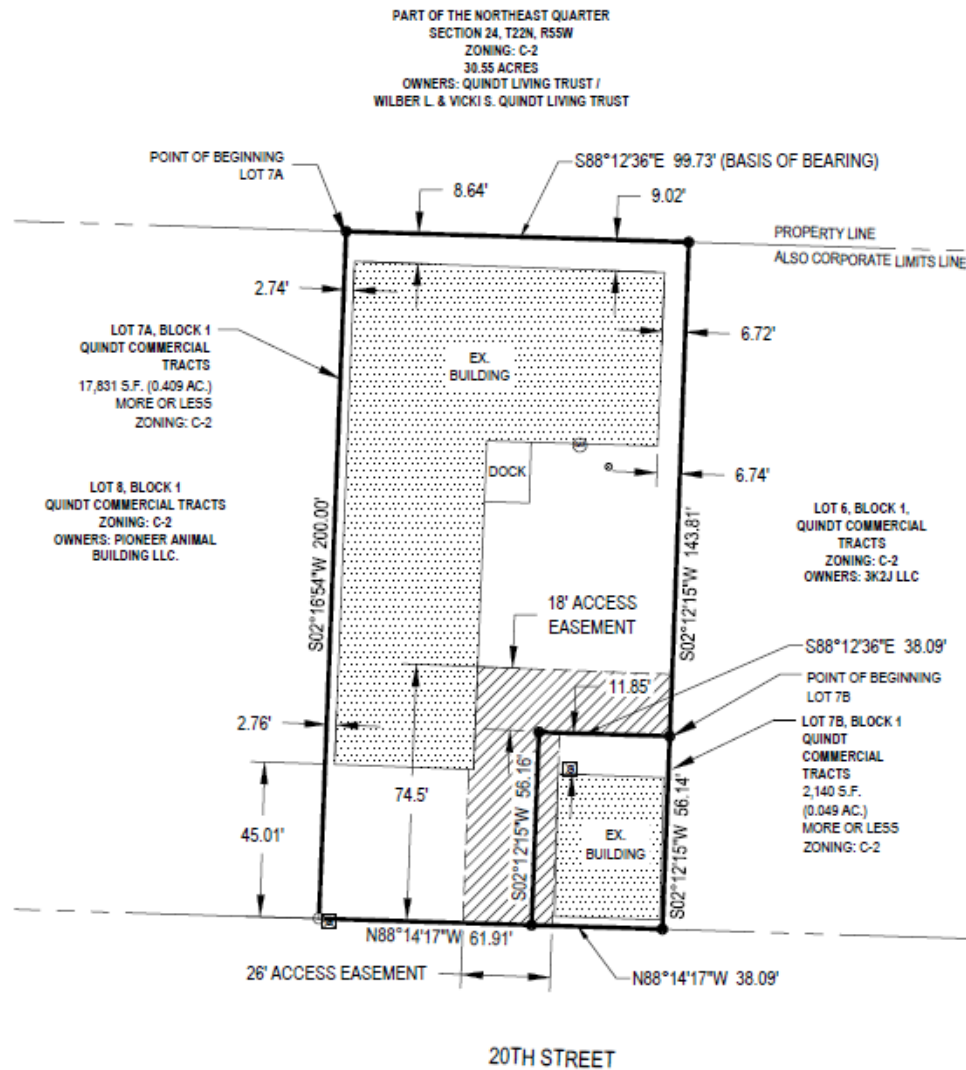 PART OF THE NORTHEAST QUARTER
SECTION 24, T22N, R55W
ZONING: C-2
30.55 ACRES
OWNERS: QUINDT LIVING TRUST /
WILBER L. & VICKI S. QUINDT LIVING TRUST
POINT OF BEGINNING
LOT 7A
S88°12'36"E 99.73' (BASIS OF BEARING)
8.64'
9.02'
PROPERTY LINE
ALSO CORPORATE LIMITS LINE
2.74'
6.72'
LOT 7A, BLOCK 1
QUINDT COMMERCIAL
TRACTS
17,831 S.F. (0.409 AC.)
MORE OR LESS
ZONING: C-2
EX.
BUILDING
DOCK
6.74'
LOT 8, BLOCK 1
QUINDT COMMERCIAL TRACTS
ZONING: C-2
OWNERS: PIONEER ANIMAL
BUILDING LLC.
LOT 6, BLOCK 1,
QUINDT COMMERCIAL
TRACTS
ZONING: C-2
OWNERS: 3K2J LLC
S02°16'54"W 200.00'
S02°12'15"W 143.81'
18' ACCESS
EASEMENT
S88°12'36"E 38.09'
11.85'
POINT OF BEGINNING
LOT 7B
2.76'
LOT 7B, BLOCK 1
QUINDT
COMMERCIAL
TRACTS
2,140 S.F.
(0.049 AC.)
MORE OR LESS
ZONING: C-2
74.5'
45.01'
S02°12'15"W 56.16'
EX.
BUILDING
S02°12'15"W 56.14'
N88°14'17"W 61.91'
26' ACCESS EASEMENT
N88°14'17"W 38.09'
20TH STREET